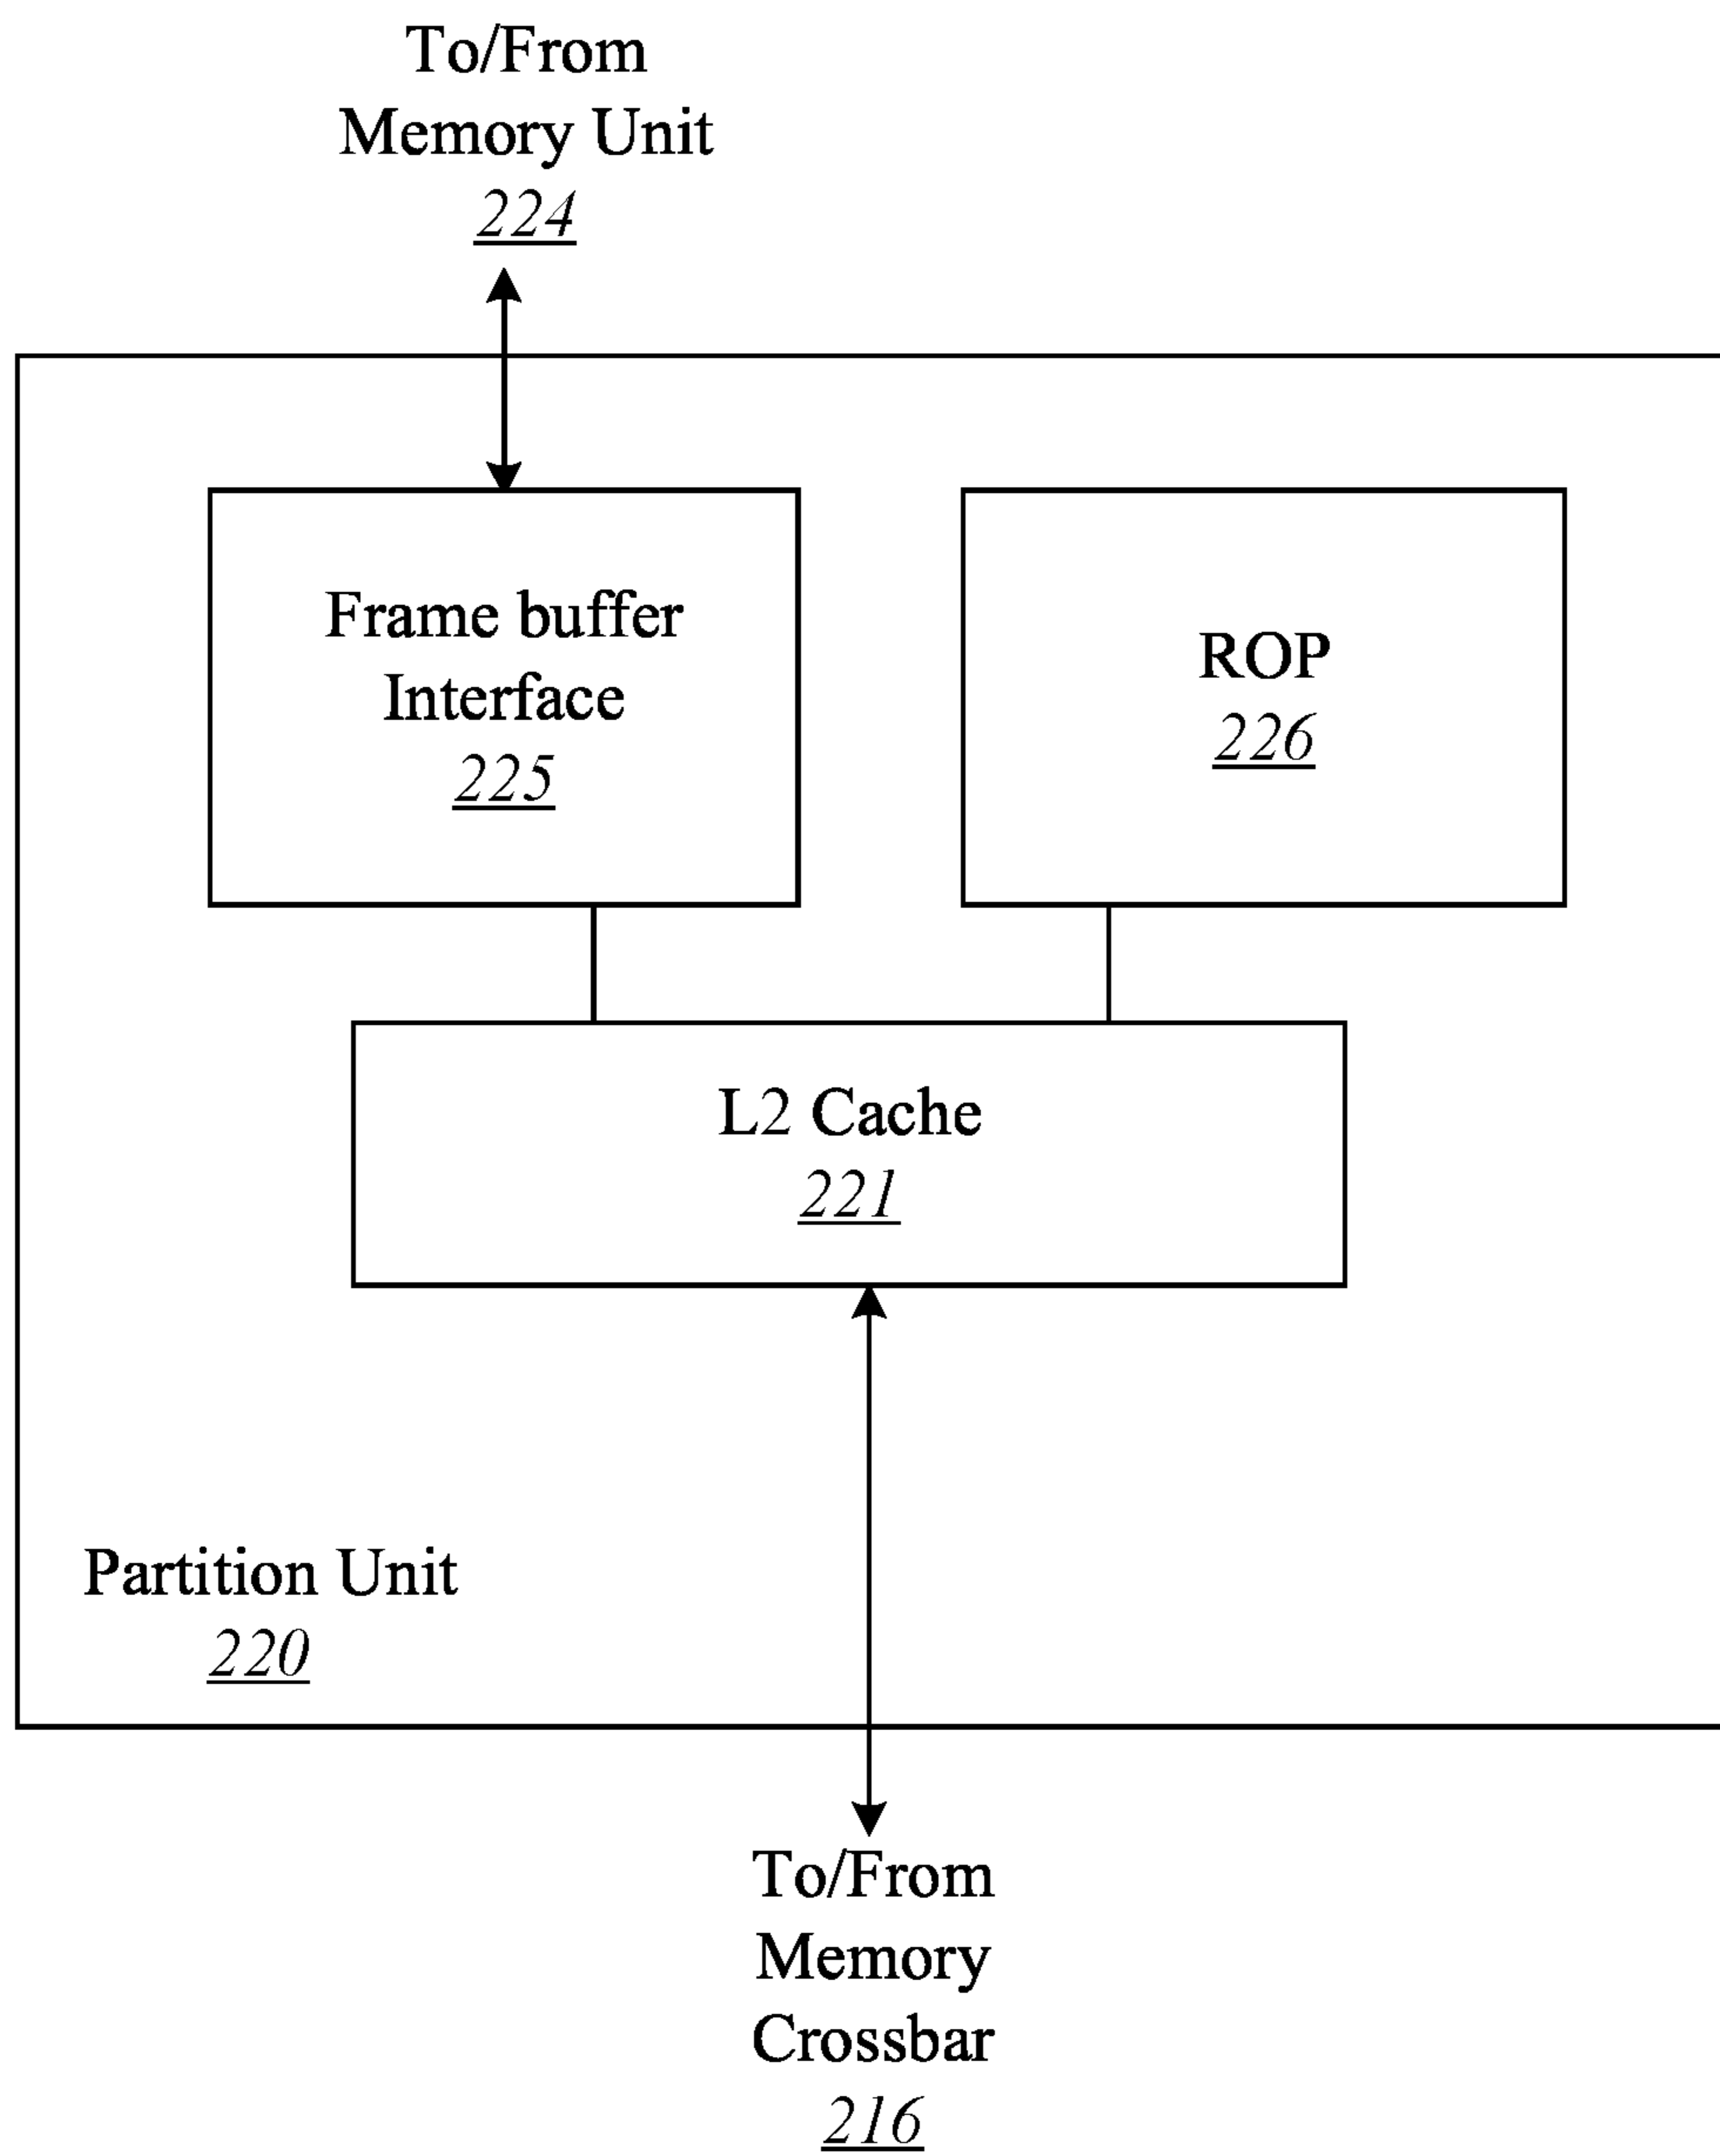 To/From
Memory Unit
224
Frame buffer
Interface
225
ROP
226
L2 Cache
221
Partition Unit
220
To/From
Memory
Crossbar
216